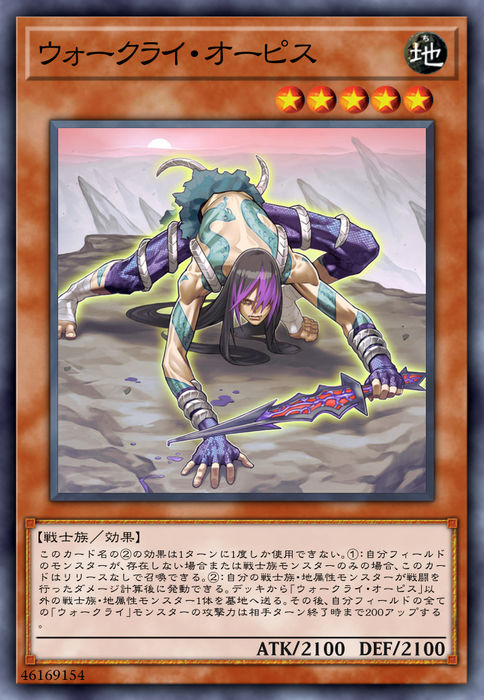 ウォークライ・オーピス
ち
地
【戦士族／効果】
このカード名の②の効果は1ターンに1度しか使用できない。①：自分フィールド
のモンスターが、存在しない場合または戦士族モンスターのみの場合、このカー
ドはリリースなしで召喚できる。②：自分の戦士族・地属性モンスターが戦闘を
行ったダメージ計算後に発動できる。デッキから「ウォークライ・オーピス」以
外の戦士族・地属性モンスター1体を墓地へ送る。その後、自分フィールドの全て
の「ウォークライ」モンスターの攻撃力は相手ターン終了時まで200アップする
。
ATK/2100 DEF/2100
46169154